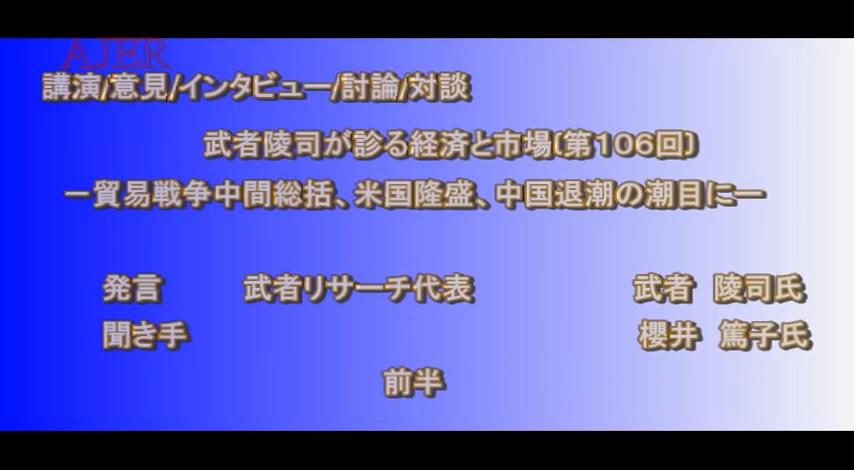 AJER
講演/意見/インタビュー/討論/対談
武者陵司が診る経済と市場(第106回)
ー貿易戦争中間総括、米国隆盛、中国退潮の潮目にー
発言 武者リサーチ代表 武者 陵司氏
聞き手 櫻井 篤子氏
前半